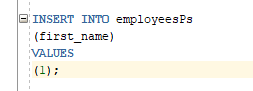 INSERT INTO employeesPs
(first_name)
VALUES
(1);